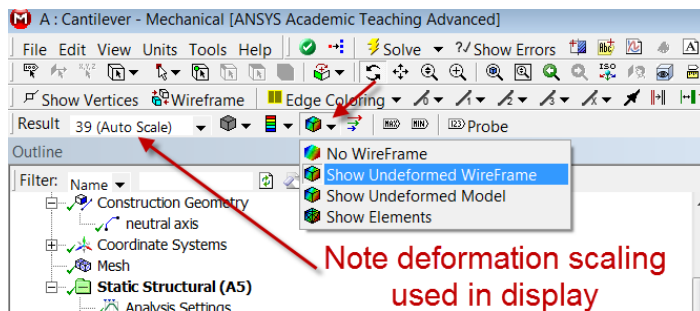 A : Cantilever - Mechanical [ANSYS Academic Teaching Advanced]
File Edit View Units Tools Help Solve ?/ Show Errors
Show Vertices Wireframe Edge Coloring
Result 39 (Auto Scale) MAX MIN Probe
Outline
No WireFrame
Filter: Name
Show Undeformed WireFrame
Construction Geometry
Show Undeformed Model
neutral axis
Show Elements
Coordinate Systems
Mesh
Note deformation scaling
Static Structural (A5)
used in display
Analysis Settings